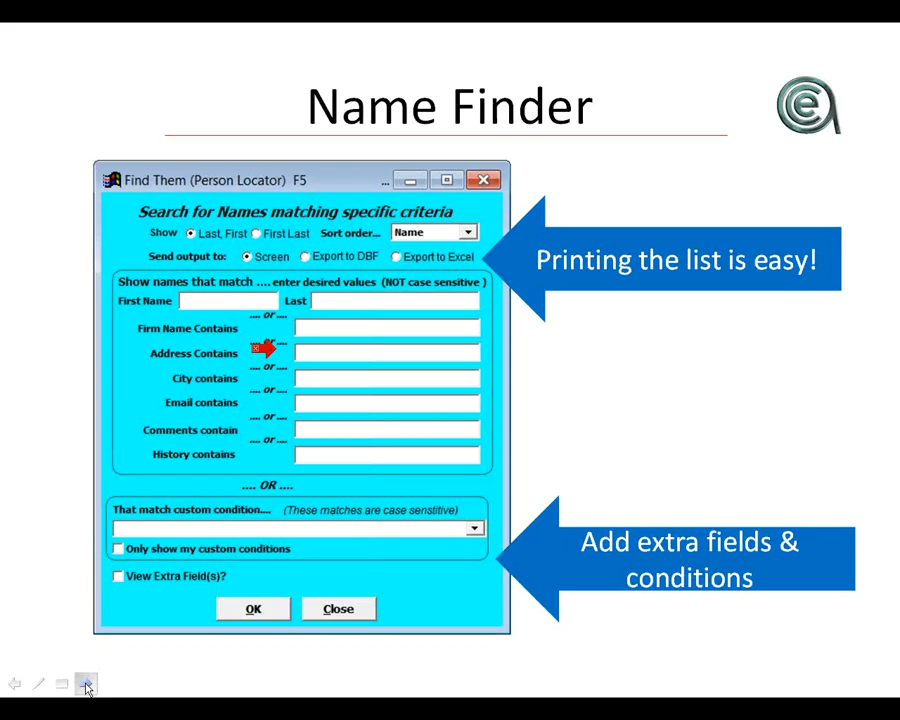 Name Finder
Find Them (Person Locator) F5
...
Search for Names matching specific criteria
Show Last, First First Last Sort order... Name
Send output to: Screen Export to DBF Export to Excel
Printing the list is easy!
Show names that match ....enter desired values (NOT case sensitive )
First Name Last
.... or ....
Firm Name Contains
.... or ....
Address Contains
.... or ....
City contains
.... or ....
Email contains
.... or ....
Comments contain
.... or ....
History contains
.... OR ....
That match custom condition.... (These matches are case senstitive)
Only show my custom conditions
Add extra fields &
conditions
View Extra Field(s)?
OK Close